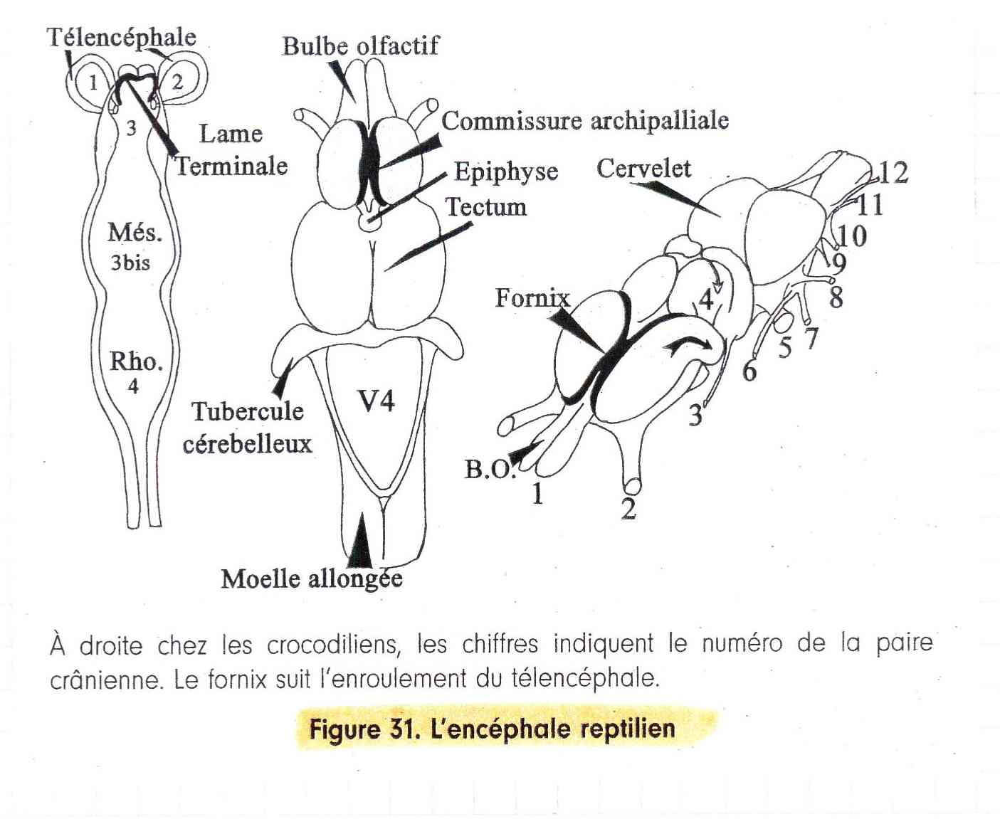 Télencéphale
1
2
3
Lame
Terminale
Més.
3bis
Rho.
4
Bulbe olfactif
Commissure archipalliale
Epiphyse
Tectum
V4
Tubercule
cérebelleux
Moelle allongée
Cervelet
12
11
10
9
8
7
5
6
4
3
Fornix
B.O.
1
2
À droite chez les crocodiliens, les chiffres indiquent le numéro de la paire
crânienne. Le fornix suit l'enroulement du télencéphale.
Figure 31. L'encéphale reptilien